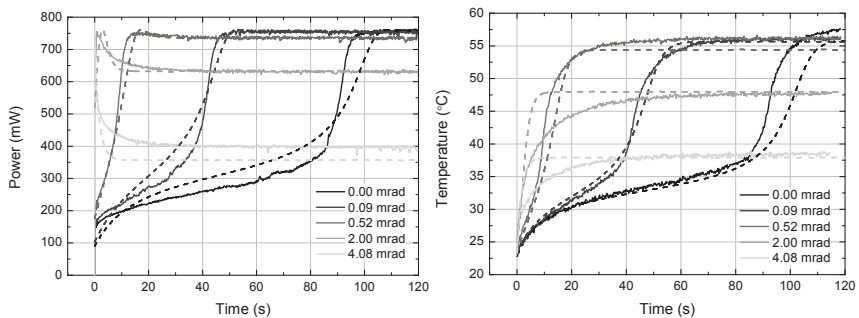 800
700
600
500
400
300
200
100
0
Power (mW)
0.00 mrad
0.09 mrad
0.52 mrad
2.00 mrad
4.08 mrad
0 20 40 60 80 100 120
Time (s)
60
55
50
45
40
35
30
25
20
Temperature (°C)
0.00 mrad
0.09 mrad
0.52 mrad
2.00 mrad
4.08 mrad
0 20 40 60 80 100 120
Time (s)